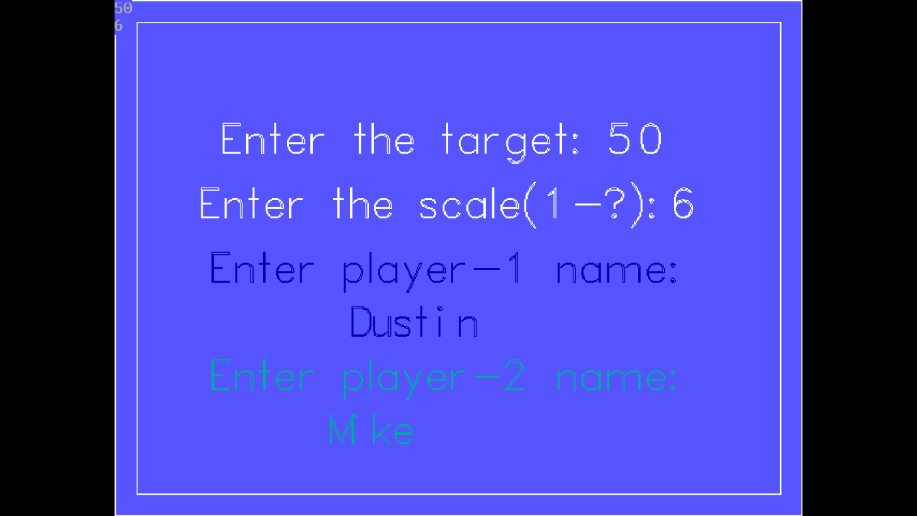 50
6
Enter the target: 50
Enter the scale(1-?): 6
Enter player-1 name:
Dustin
Enter player-2 name:
Mike